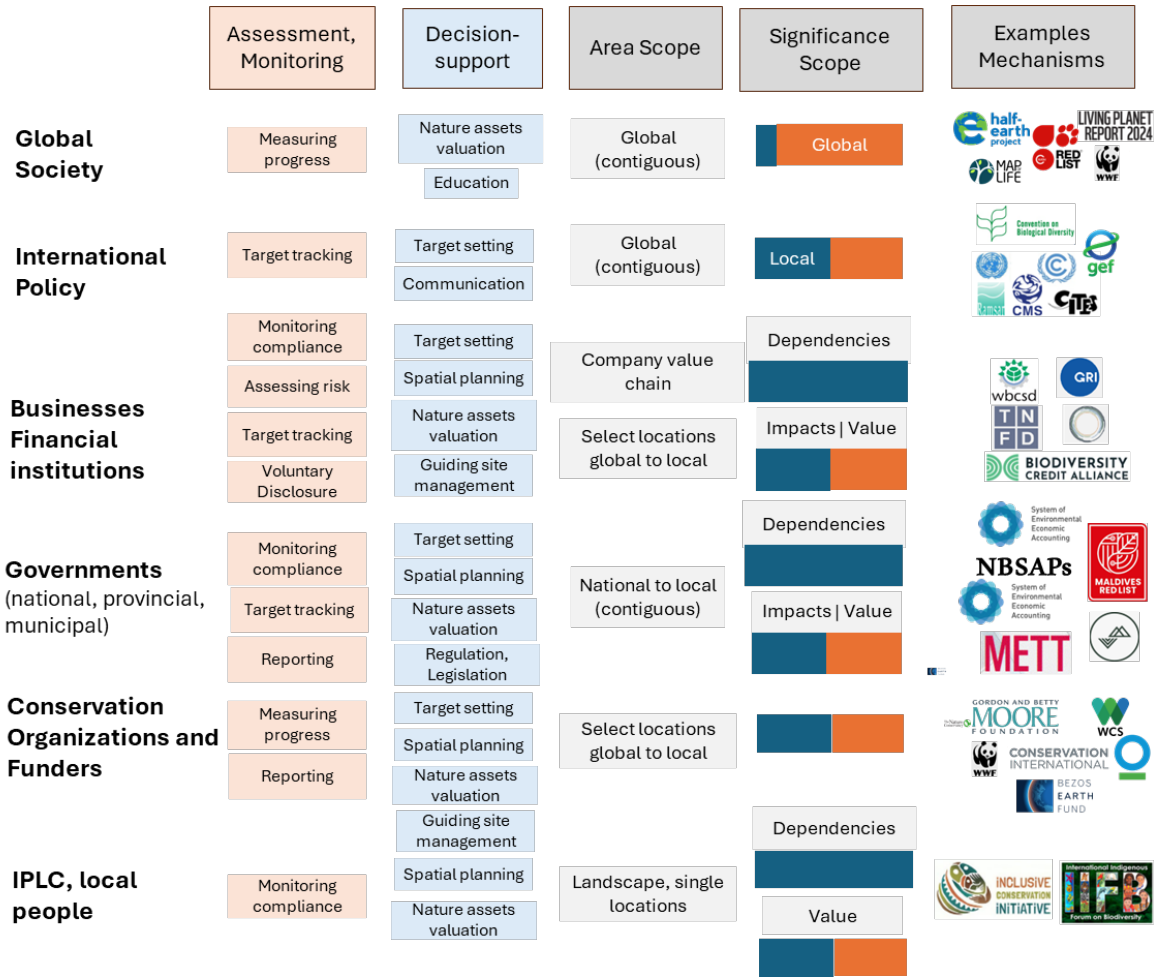 Assessment,
Monitoring
Decision-
support
Area Scope
Significance
Scope
Examples
Mechanisms
Global
Society
Measuring
progress
Nature assets
valuation
Education
Global
(contiguous)
Global
half-
earth
project
LIVING PLANET
REPORT 2024
MAP
LIFE
RED
LIST
WWF
International
Policy
Target tracking
Target setting
Communication
Global
(contiguous)
Local
Convention on
Biological Diversity
gef
Ramsar
CMS
CITES
Businesses
Financial
institutions
Monitoring
compliance
Assessing risk
Target tracking
Voluntary
Disclosure
Target setting
Spatial planning
Nature assets
valuation
Guiding site
management
Company value
chain
Select locations
global to local
Dependencies
Impacts | Value
wbcsd
GRI
TN
FD
BIODIVERSITY
CREDIT ALLIANCE
Governments
(national, provincial,
municipal)
Monitoring
compliance
Target tracking
Reporting
Target setting
Spatial planning
Nature assets
valuation
Regulation,
Legislation
National to local
(contiguous)
Dependencies
Impacts | Value
System of
Environmental
Economic
Accounting
NBSAPs
System of
Environmental
Economic
Accounting
MALDIVES
RED LIST
METT
Conservation
Organizations and
Funders
Measuring
progress
Reporting
Target setting
Spatial planning
Nature assets
valuation
Guiding site
management
Select locations
global to local
GORDON AND BETTY
MOORE
FOUNDATION
WCS
WWF
CONSERVATION
INTERNATIONAL
BEZOS
EARTH
FUND
IPLC, local
people
Monitoring
compliance
Spatial planning
Nature assets
valuation
Landscape, single
locations
Dependencies
Value
INCLUSIVE
CONSERVATION
INITIATIVE
International Indigenous
IIFB
Forum on Biodiversity